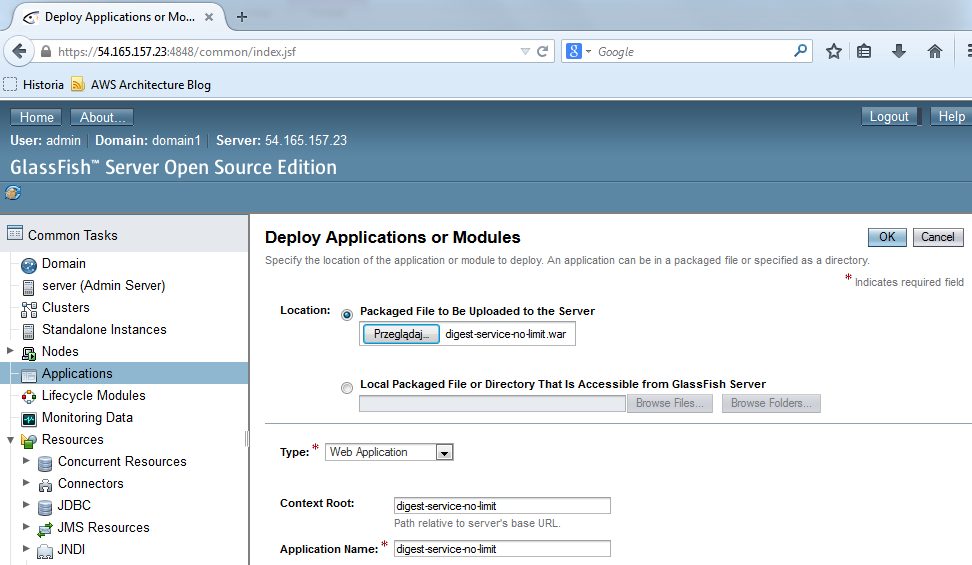 Deploy Applications or Mo...
https://54.165.157.23:4848/common/index.jsf
8 Google
Historia AWS Architecture Blog
Home About... Logout Help
User: admin Domain: domain1 Server: 54.165.157.23
GlassFish™ Server Open Source Edition
Common Tasks
Domain
server (Admin Server)
Clusters
Standalone Instances
Nodes
Applications
Lifecycle Modules
Monitoring Data
Resources
Concurrent Resources
Connectors
JDBC
JMS Resources
JNDI
Deploy Applications or Modules OK Cancel
Specify the location of the application or module to deploy. An application can be in a packaged file or specified as a directory.
* Indicates required field
Location: Packaged File to Be Uploaded to the Server
Przeglądaj... digest-service-no-limit.war
Local Packaged File or Directory That Is Accessible from GlassFish Server
Browse Files... Browse Folders...
Type: * Web Application
Context Root: digest-service-no-limit
Path relative to server's base URL.
Application Name: * digest-service-no-limit